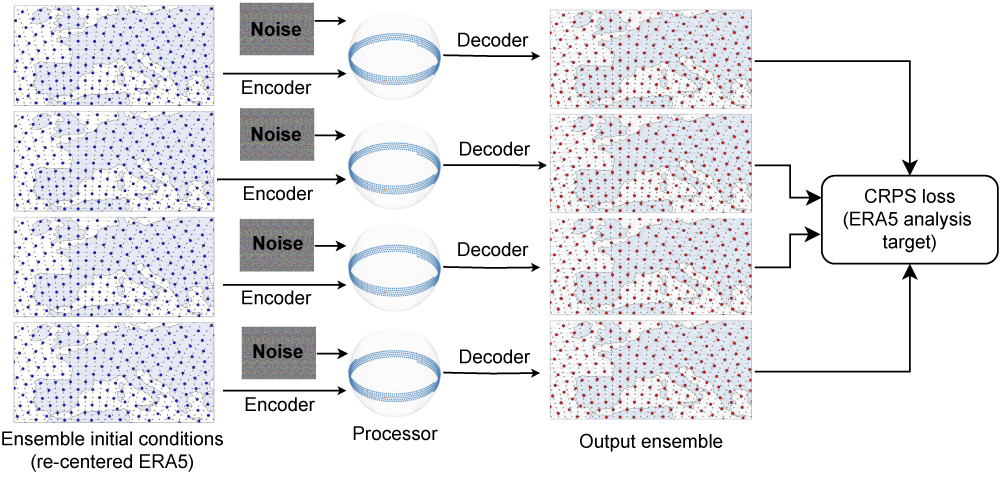 Noise
Decoder
Encoder
Noise
Decoder
Encoder
CRPS loss
(ERA5 analysis
target)
Noise
Decoder
Encoder
Noise
Decoder
Encoder
Ensemble initial conditions
(re-centered ERA5)
Processor
Output ensemble